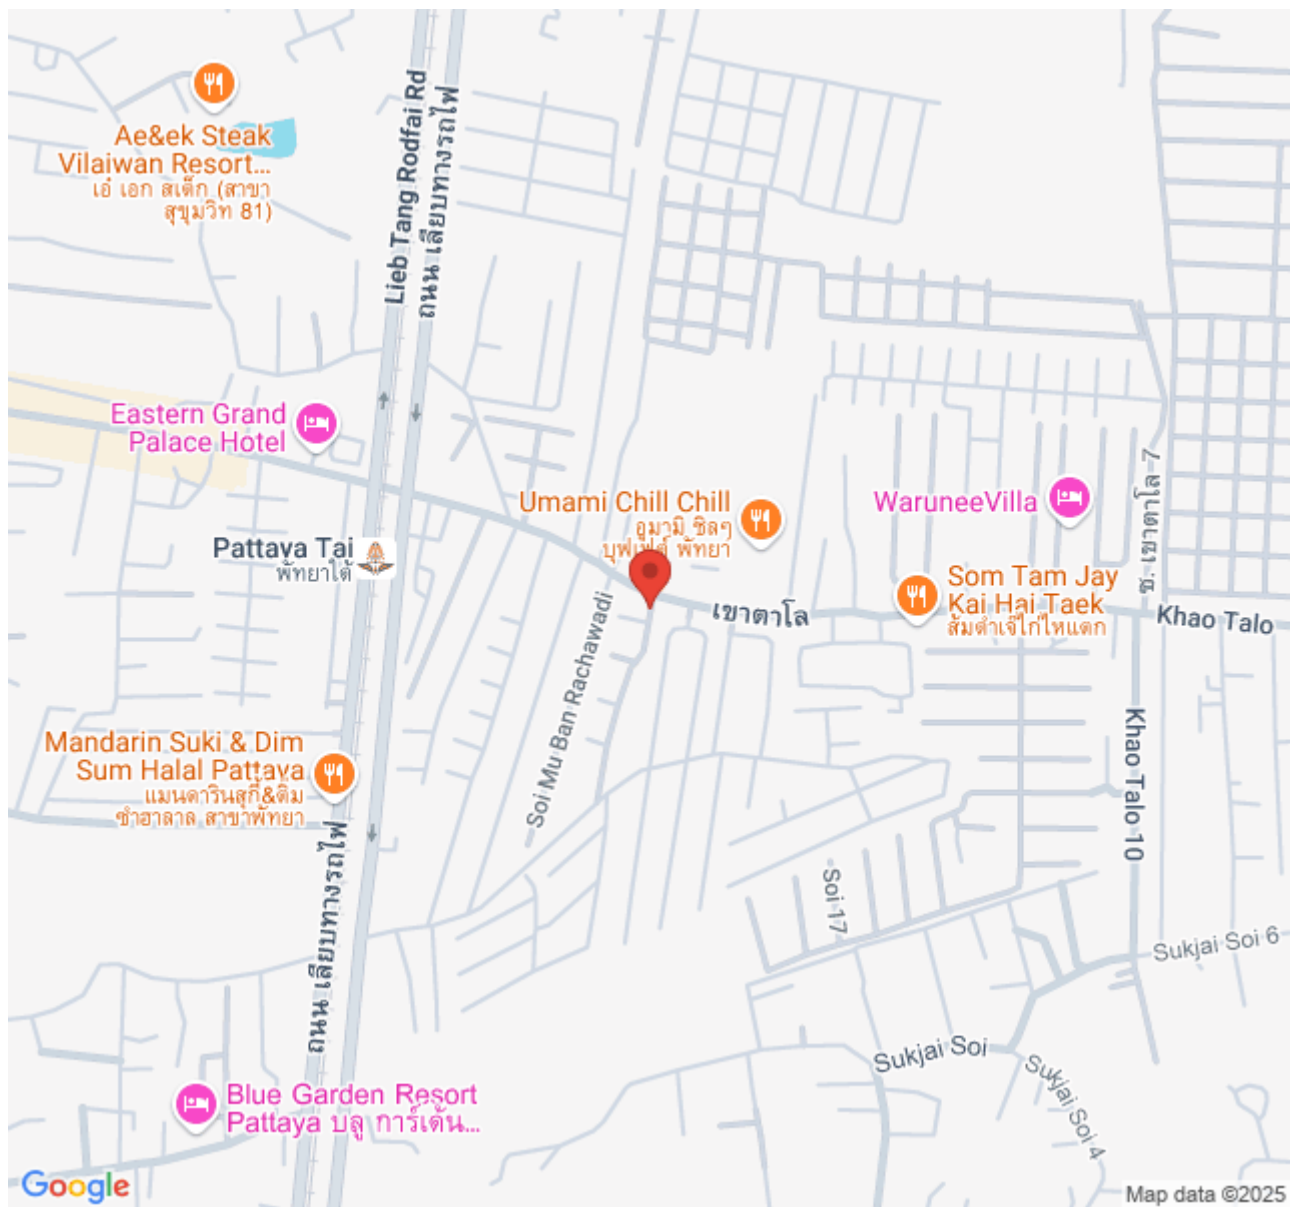 Ae&ek Steak
Vilaiwan Resort...
เอ๋ เอก สเต็ก (สาขา
สุขุมวิท 81)
Lieb Tang Rodfai Rd
ถนน เลียบทางรถไฟ
Eastern Grand
Palace Hotel
Umami Chill Chill
อูมามิ ชิลๆ
บุฟเฟ่ต์ พัทยา
WaruneeVilla
ซ. เขาตาโล 7
Pattaya Tai
พัทยาใต้
Som Tam Jay
Kai Hai Taek
ส้มตำเจ๊ไก่ไหแตก
เขาตาโล
Khao Talo
Soi Mu Ban Rachawadi
Mandarin Suki & Dim
Sum Halal Pattaya
แมนดารินสุกี้&ติ่ม
ซำฮาลาล สาขาพัทยา
Khao Talo 10
Soi 17
ถนน เลียบทางรถไฟ
Sukjai Soi 6
Sukjai Soi
Sukjai Soi 4
Blue Garden Resort
Pattaya บลู การ์เด้น...
Google
Map data ©2025